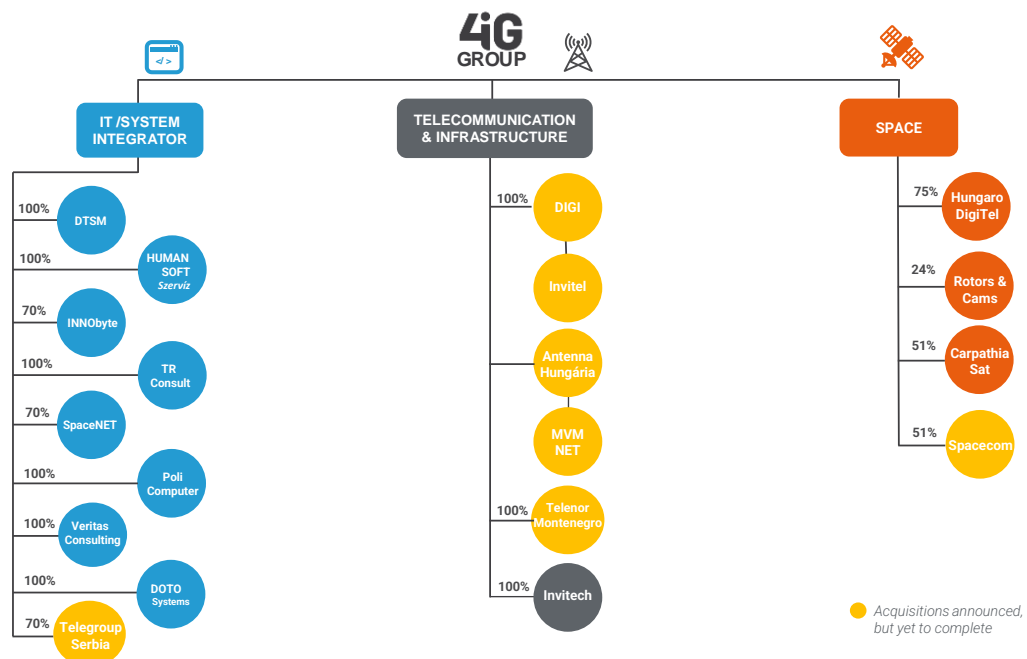 4iG
GROUP
</>
IT /SYSTEM
INTEGRATOR
TELECOMMUNICATION
& INFRASTRUCTURE
SPACE
100%
DTSM
100%
HUMAN
SOFT
Szervíz
70%
INNObyte
100%
TR
Consult
70%
SpaceNET
100%
Poli
Computer
100%
Veritas
Consulting
100%
DOTO
Systems
70%
Telegroup
Serbia
100%
DIGI
Invitel
Antenna
Hungária
MVM
NET
100%
Telenor
Montenegro
100%
Invitech
75%
Hungaro
DigiTel
24%
Rotors &
Cams
51%
Carpathia
Sat
51%
Spacecom
Acquisitions announced,
but yet to complete